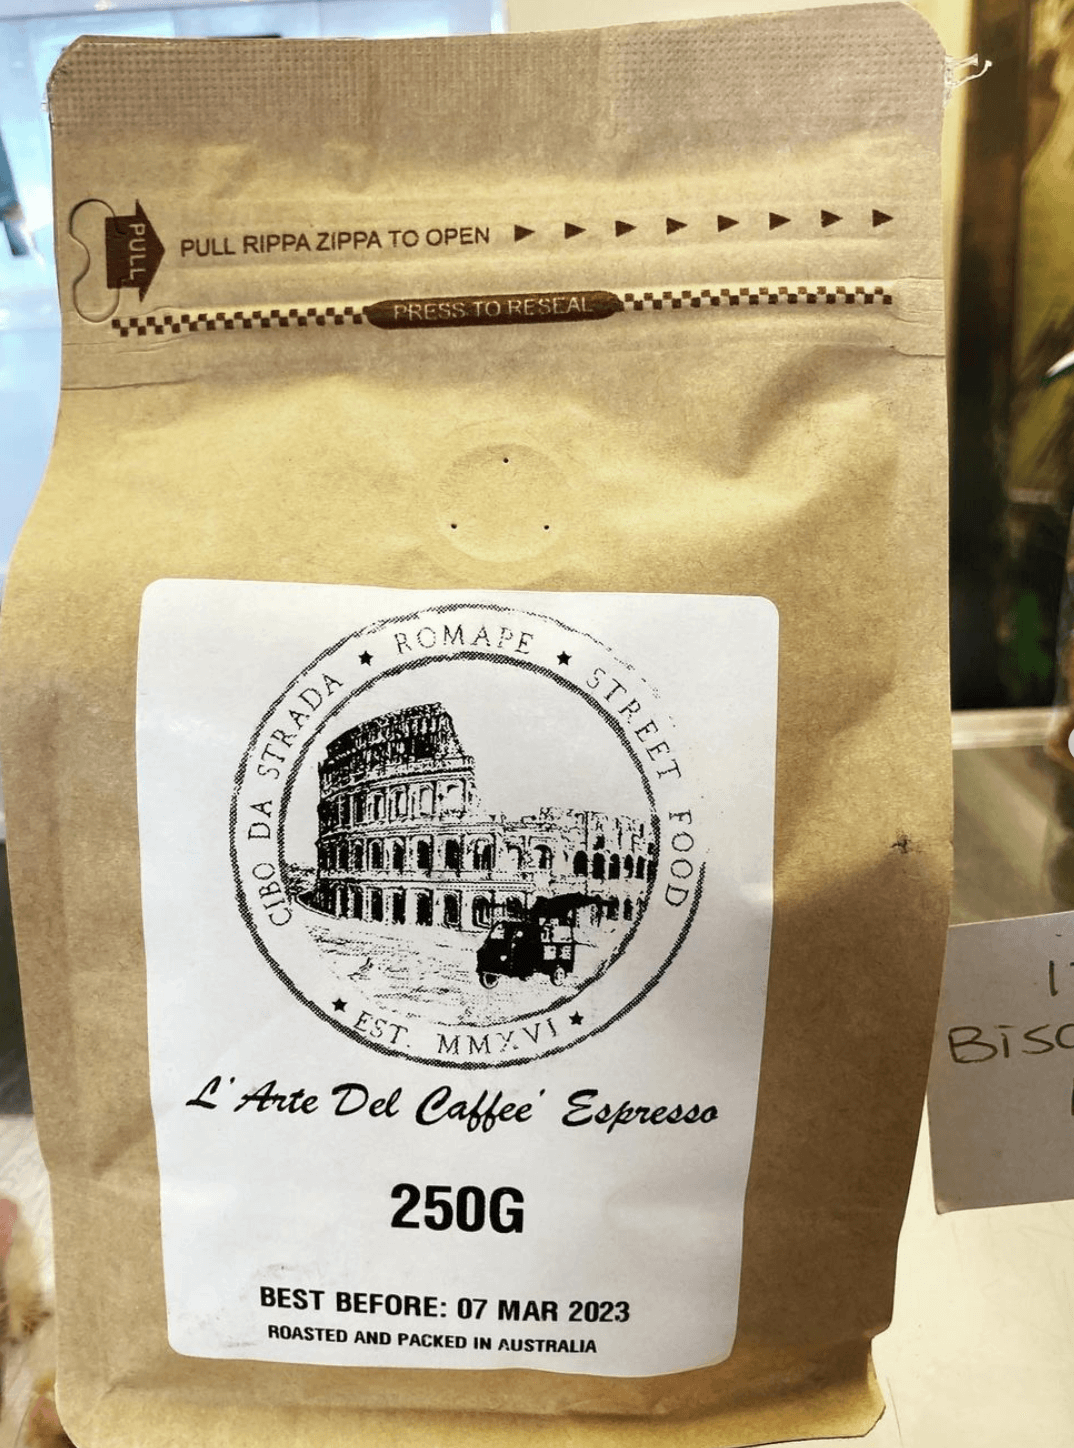 PULL
PULL RIPPA ZIPPA TO OPEN
PRESS TO RESEAL
CIBO DA STRADA ★ ROMAPE ★ STREET FOOD
★ EST. MMXVI ★
L' Arte Del Caffee' Espresso
250G
BEST BEFORE: 07 MAR 2023
ROASTED AND PACKED IN AUSTRALIA